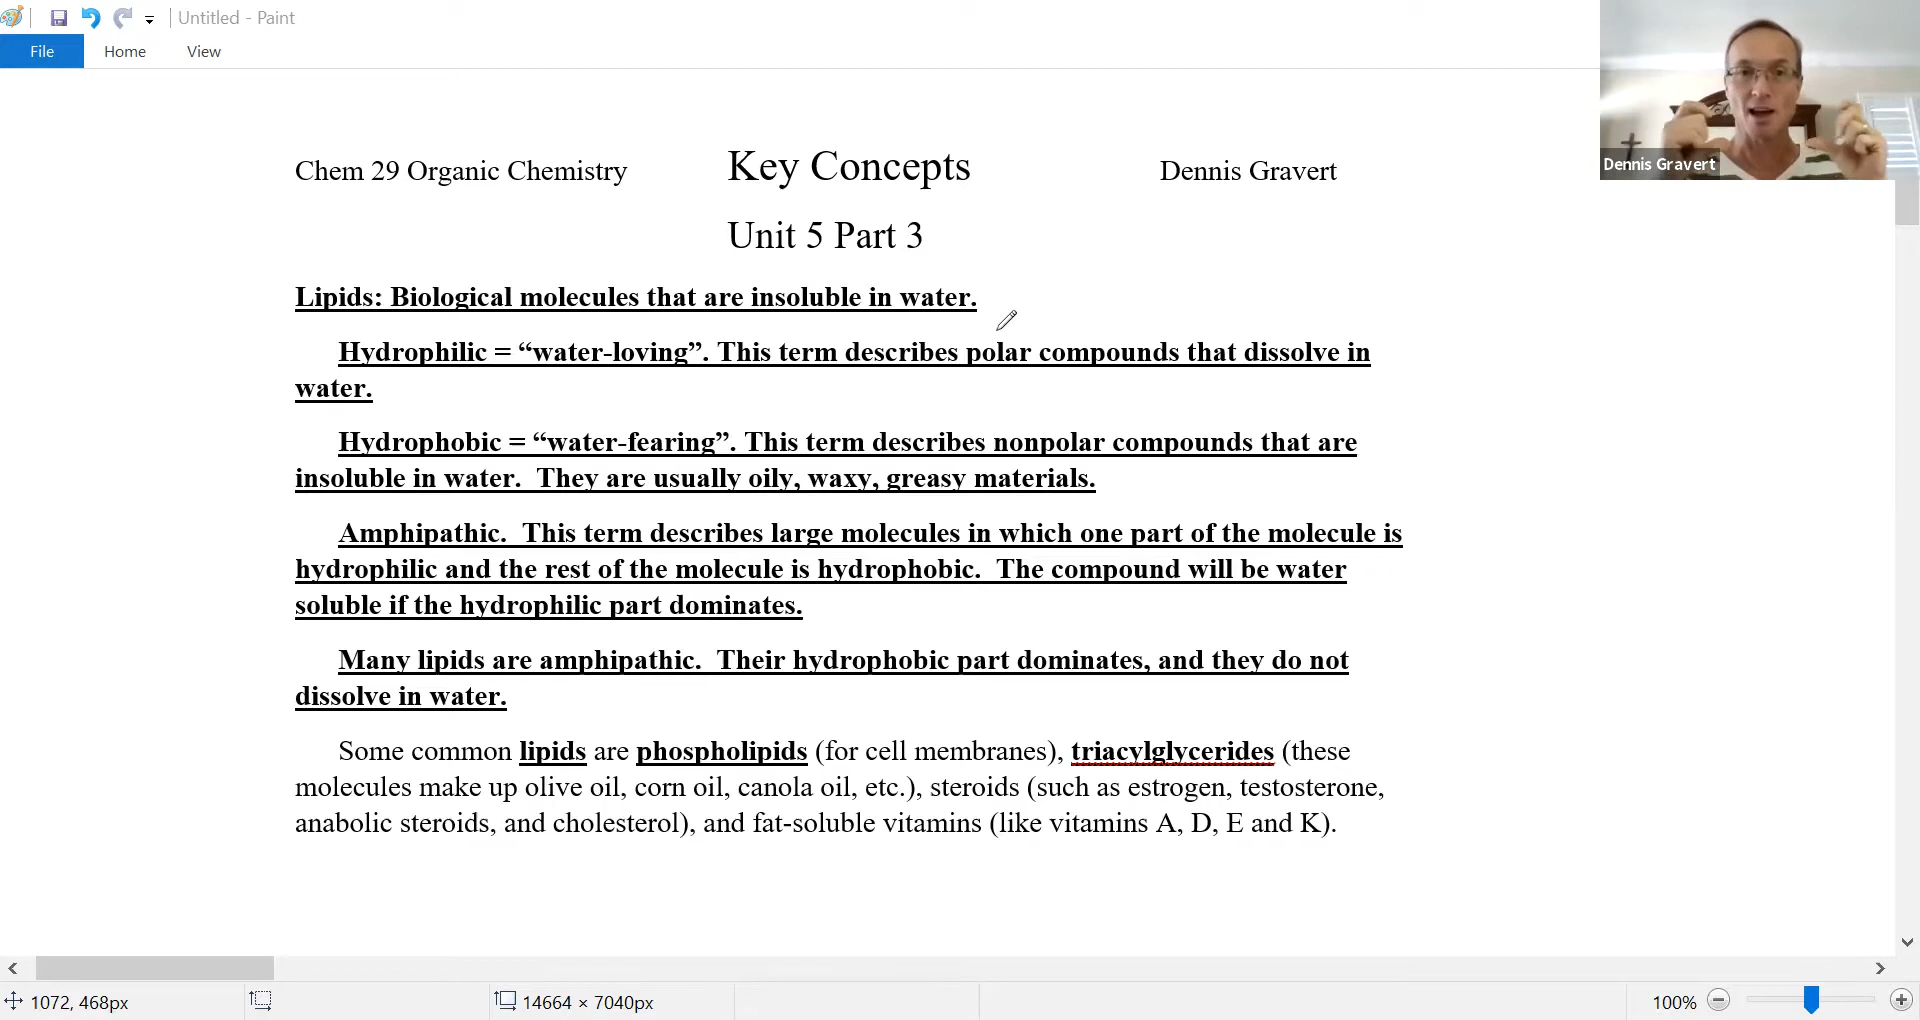 Untitled - Paint
File Home View
Dennis Gravert
Chem 29 Organic Chemistry Key Concepts Dennis Gravert
Unit 5 Part 3
Lipids: Biological molecules that are insoluble in water.
Hydrophilic = “water-loving”. This term describes polar compounds that dissolve in
water.
Hydrophobic = “water-fearing”. This term describes nonpolar compounds that are
insoluble in water.  They are usually oily, waxy, greasy materials.
Amphipathic.  This term describes large molecules in which one part of the molecule is
hydrophilic and the rest of the molecule is hydrophobic.  The compound will be water
soluble if the hydrophilic part dominates.
Many lipids are amphipathic.  Their hydrophobic part dominates, and they do not
dissolve in water.
Some common lipids are phospholipids (for cell membranes), triacylglycerides (these
molecules make up olive oil, corn oil, canola oil, etc.), steroids (such as estrogen, testosterone,
anabolic steroids, and cholesterol), and fat-soluble vitamins (like vitamins A, D, E and K).
1072, 468px 14664 × 7040px 100%